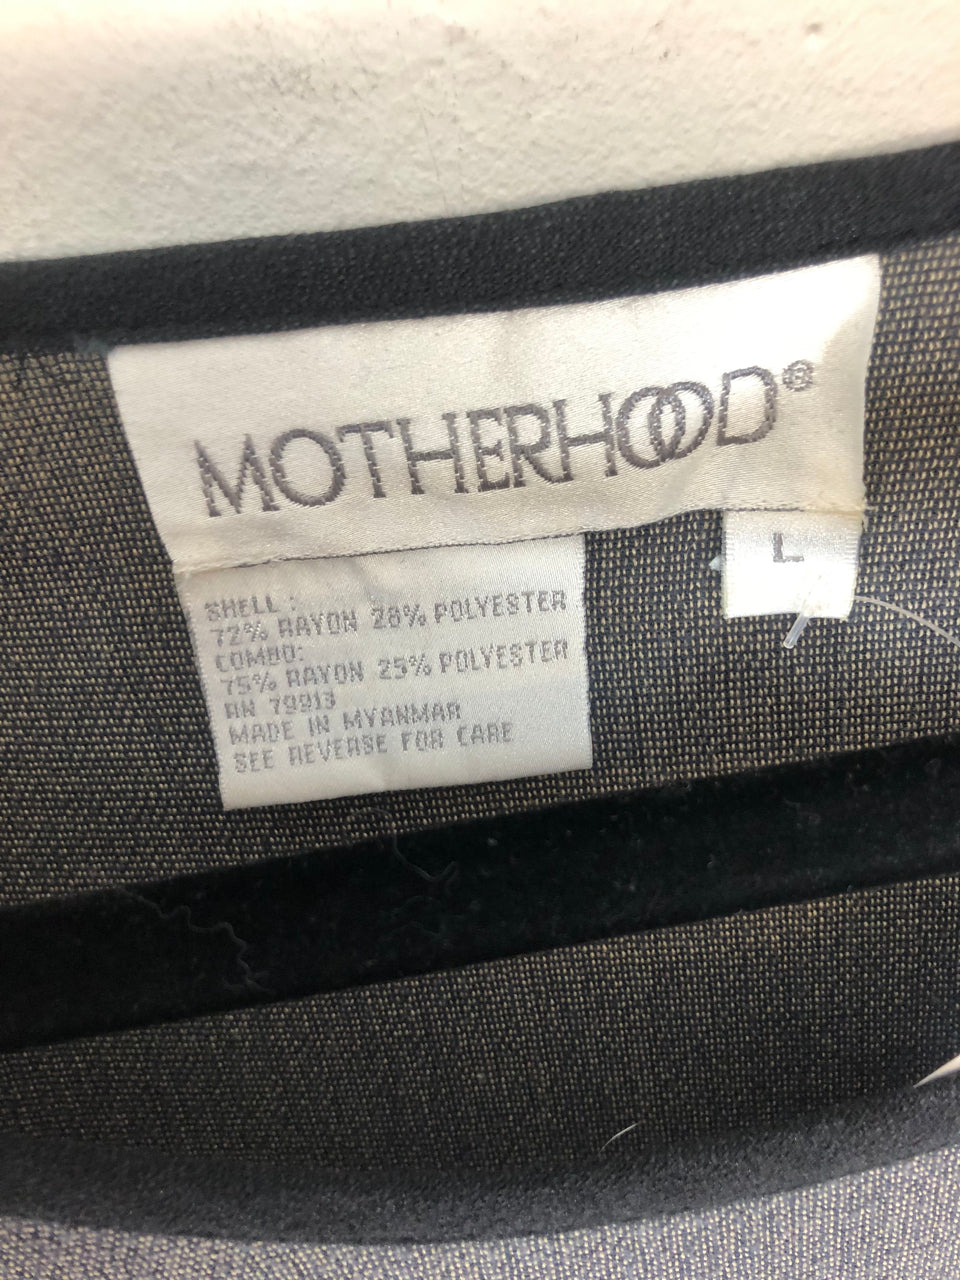 MOTHERHOOD®
L
SHELL :
72% RAYON 28% POLYESTER
COMBO:
75% RAYON 25% POLYESTER
RN 79913
MADE IN MYANMAR
SEE REVERSE FOR CARE